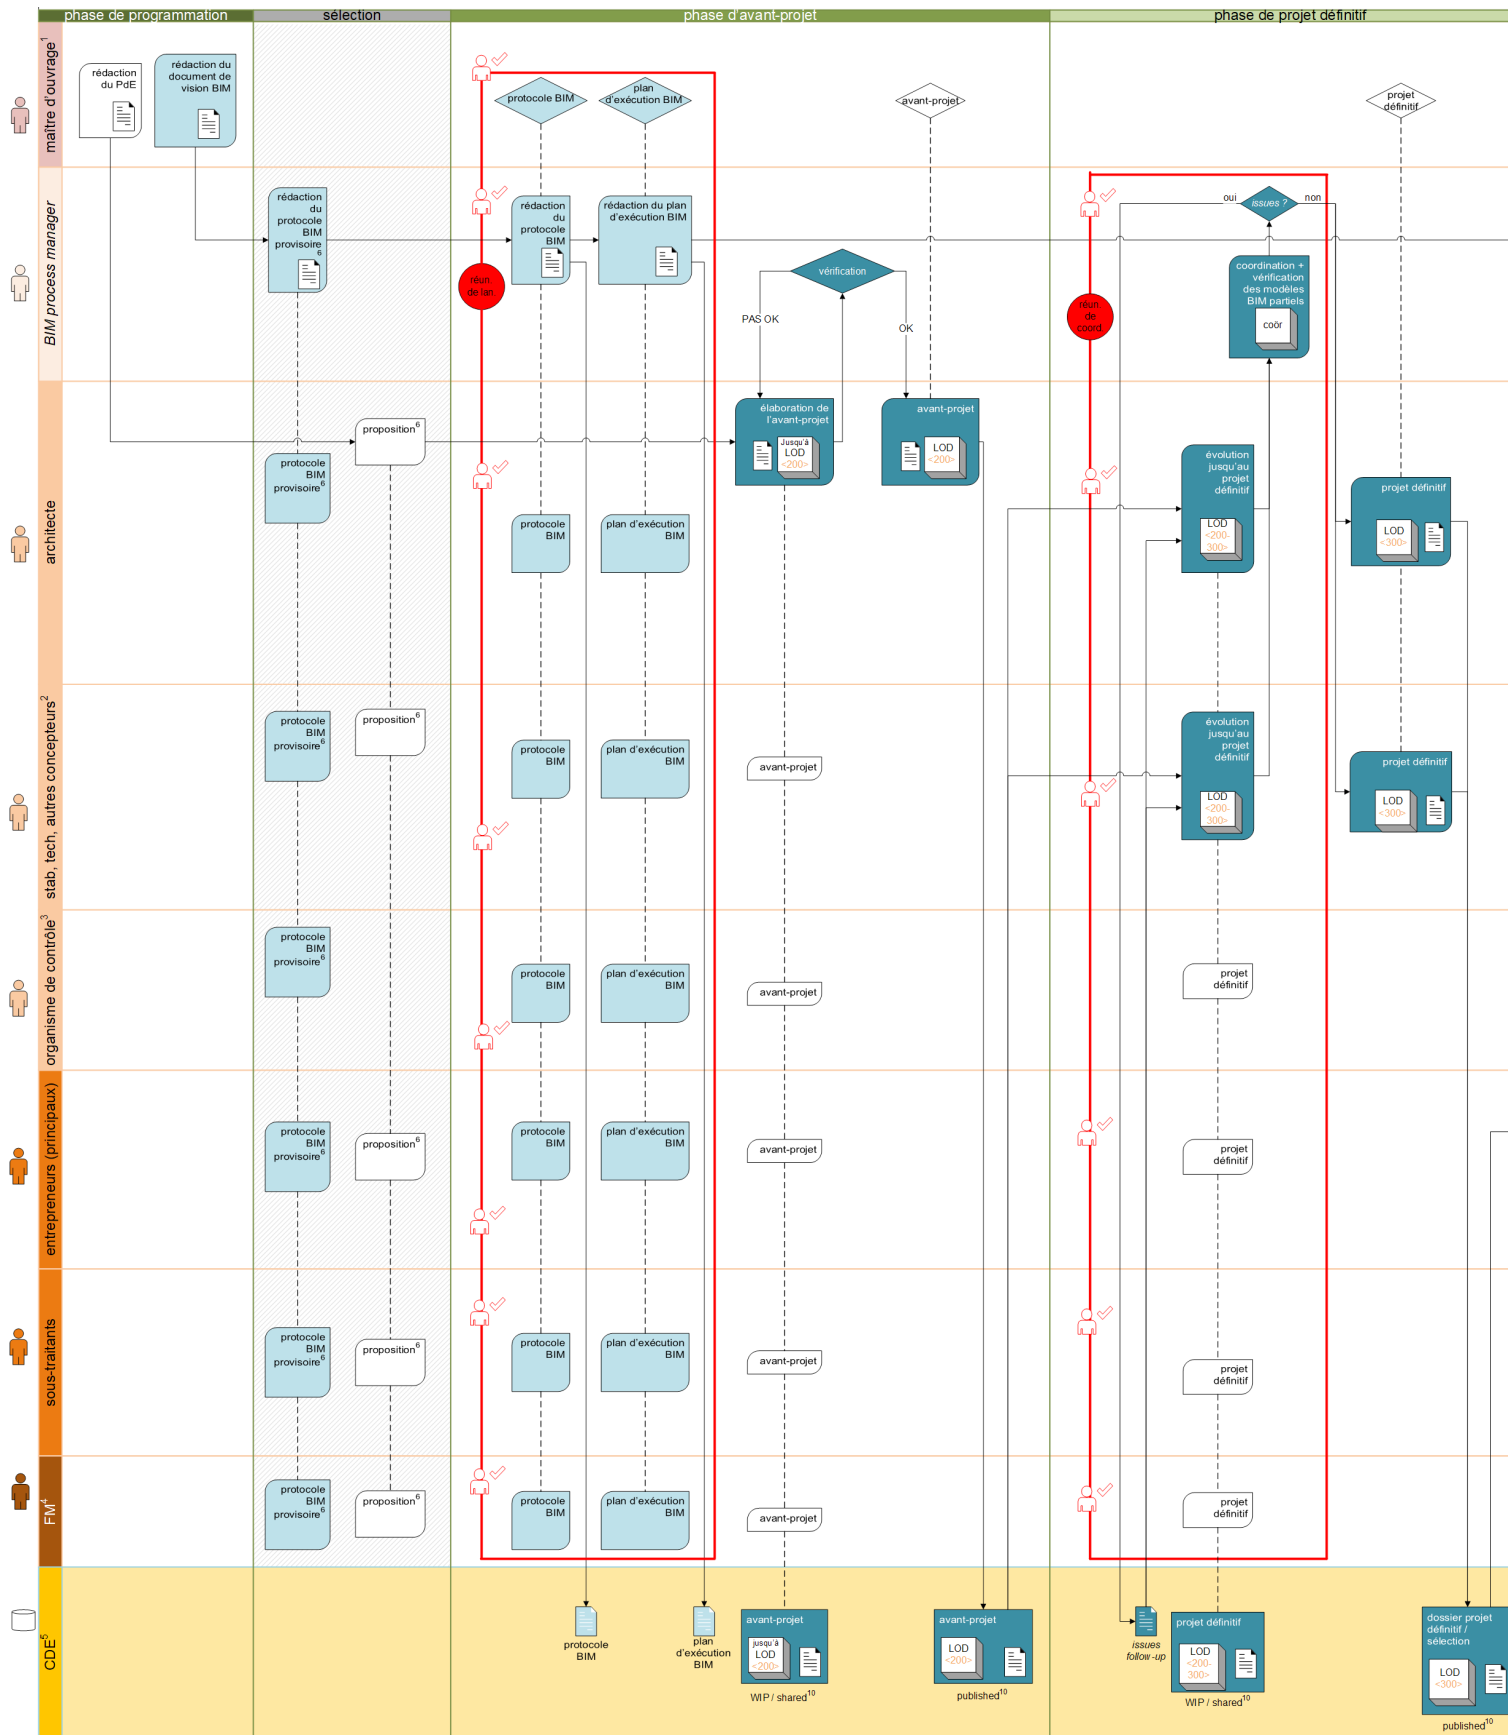 phase de programmation
sélection
phase d'avant-projet
phase de projet définitif
maître d'ouvrage1
rédaction
du PdE
rédaction du
document de
vision BIM
protocole BIM
plan
d'exécution BIM
avant-projet
projet
définitif
BIM process manager
rédaction
du
protocole
BIM
provisoire
6
réun.
de lan.
rédaction
du
protocole
BIM
rédaction du plan
d'exécution BIM
vérification
PAS OK
OK
réun.
de
coord.
oui
issues ?
non
coordination +
vérification
des modèles
BIM partiels
coör
architecte
protocole
BIM
provisoire6
proposition6
protocole
BIM
plan d'exécution
BIM
élaboration de
l'avant-projet
Jusqu'à
LOD
<200>
avant-projet
LOD
<200>
évolution
jusqu'au
projet
définitif
LOD
<200-
300>
projet définitif
LOD
<300>
stab, tech, autres concepteurs2
protocole
BIM
provisoire6
proposition6
protocole
BIM
plan d'exécution
BIM
avant-projet
évolution
jusqu'au
projet
définitif
LOD
<200-
300>
projet définitif
LOD
<300>
organisme de contrôle3
protocole
BIM
provisoire6
protocole
BIM
plan d'exécution
BIM
avant-projet
projet
définitif
entrepreneurs (principaux)
protocole
BIM
provisoire6
proposition6
protocole
BIM
plan d'exécution
BIM
avant-projet
projet
définitif
sous-traitants
protocole
BIM
provisoire6
proposition6
protocole
BIM
plan d'exécution
BIM
avant-projet
projet
définitif
FM4
protocole
BIM
provisoire6
proposition6
protocole
BIM
plan d'exécution
BIM
avant-projet
projet
définitif
CDE5
protocole
BIM
plan
d'exécution
BIM
avant-projet
jusqu'à
LOD
<200>
WIP / shared10
avant-projet
LOD
<200>
published10
issues
follow-up
projet définitif
LOD
<200-
300>
WIP / shared10
dossier projet
définitif /
sélection
LOD
<300>
published10